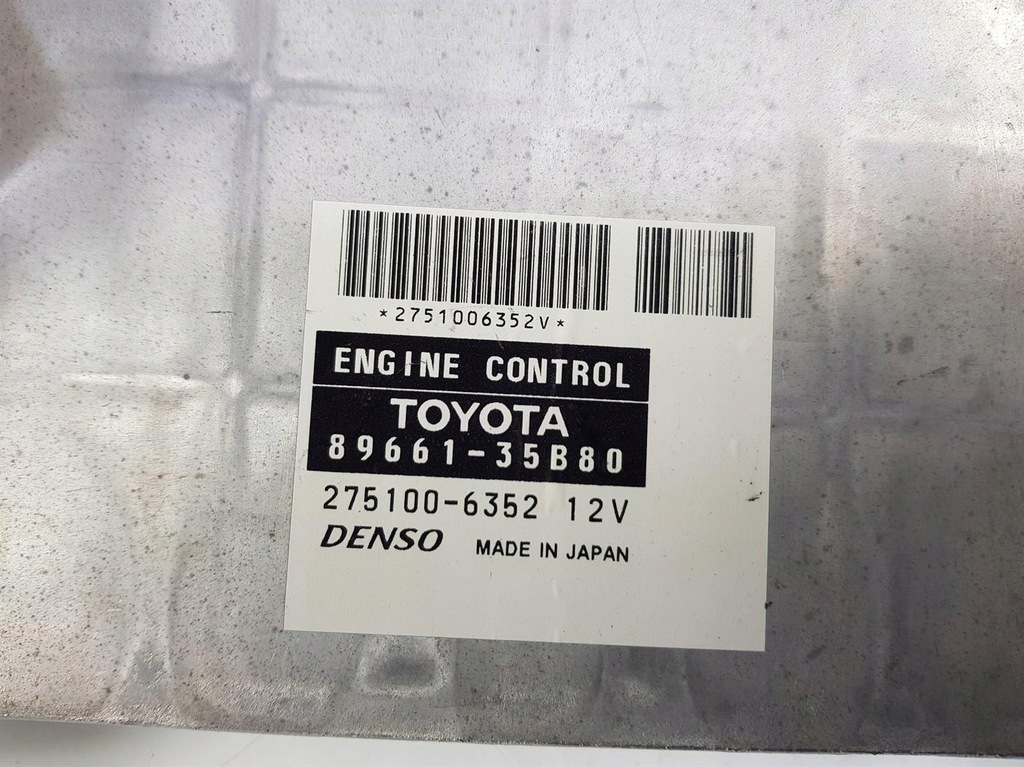 *2751006352V*
ENGINE CONTROL
TOYOTA
89661-35B80
275100-6352 12V
DENSO MADE IN JAPAN